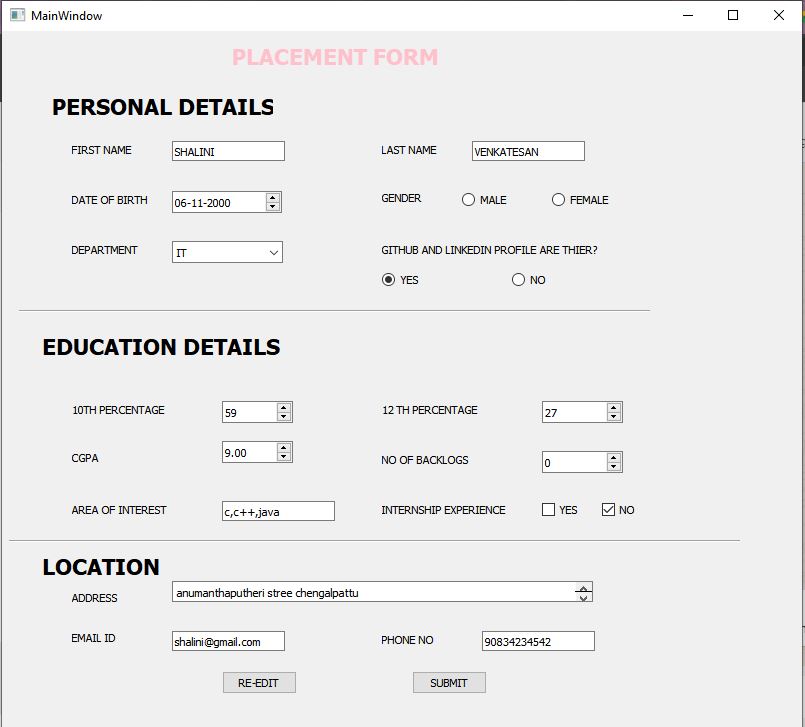 MainWindow
PLACEMENT FORM
PERSONAL DETAILS
FIRST NAME SHALINI LAST NAME VENKATESAN
DATE OF BIRTH 06-11-2000 GENDER MALE FEMALE
DEPARTMENT IT GITHUB AND LINKEDIN PROFILE ARE THIER?
YES NO
EDUCATION DETAILS
10TH PERCENTAGE 59 12 TH PERCENTAGE 27
CGPA 9.00 NO OF BACKLOGS 0
AREA OF INTEREST c,c++,java INTERNSHIP EXPERIENCE YES NO
LOCATION
ADDRESS anumanthaputheri stree chengalpattu
EMAIL ID shalini@gmail.com PHONE NO 90834234542
RE-EDIT SUBMIT